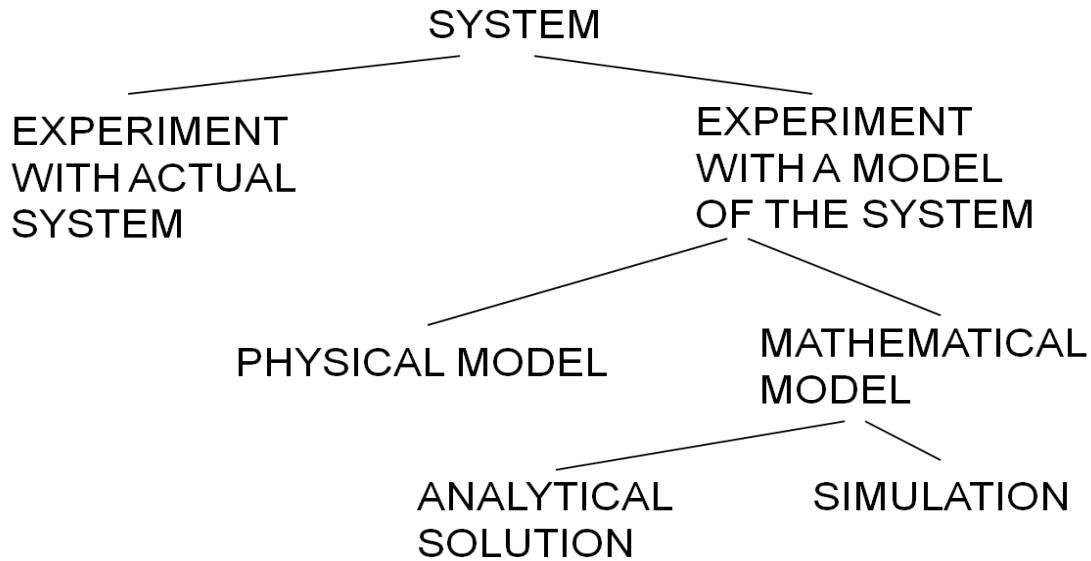 SYSTEM
EXPERIMENT
WITH ACTUAL
SYSTEM
EXPERIMENT
WITH A MODEL
OF THE SYSTEM
PHYSICAL MODEL
MATHEMATICAL
MODEL
ANALYTICAL
SOLUTION
SIMULATION